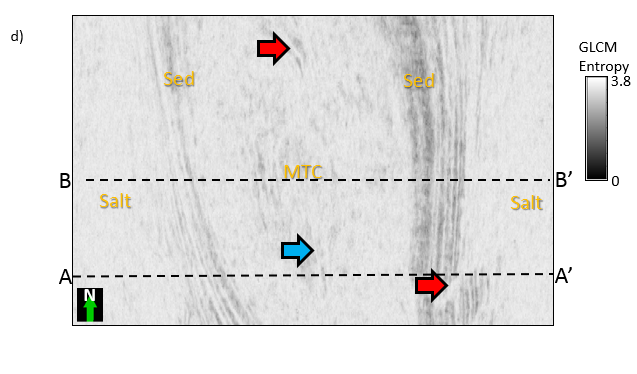 d)
GLCM
Entropy
3.8
0
Sed
Sed
MTC
B
B’
Salt
Salt
A
A’
N